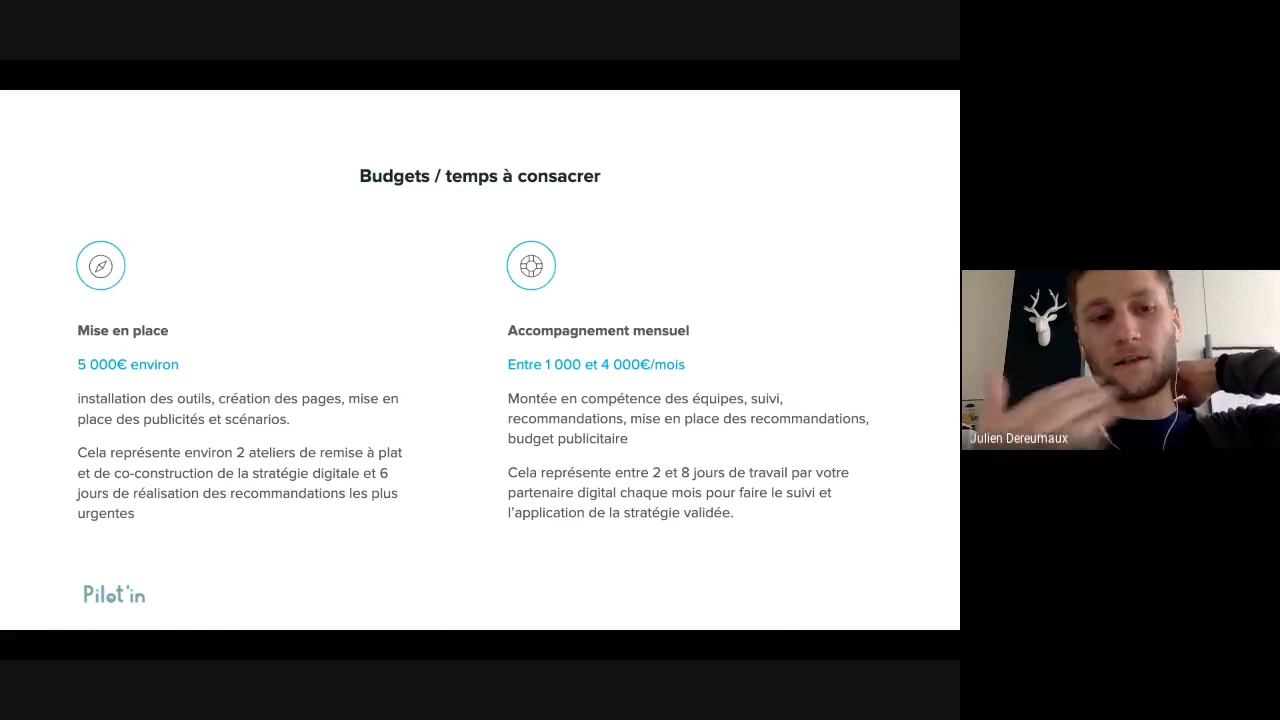 Budgets / temps à consacrer
Mise en place
5 000€ environ
installation des outils, création des pages, mise en
place des publicités et scénarios.
Cela représente environ 2 ateliers de remise à plat
et de co-construction de la stratégie digitale et 6
jours de réalisation des recommandations les plus
urgentes
Accompagnement mensuel
Entre 1 000 et 4 000€/mois
Montée en compétence des équipes, suivi,
recommandations, mise en place des recommandations,
budget publicitaire
Cela représente entre 2 et 8 jours de travail par votre
partenaire digital chaque mois pour faire le suivi et
l’application de la stratégie validée.
Pilot'in
Julien Dereumaux